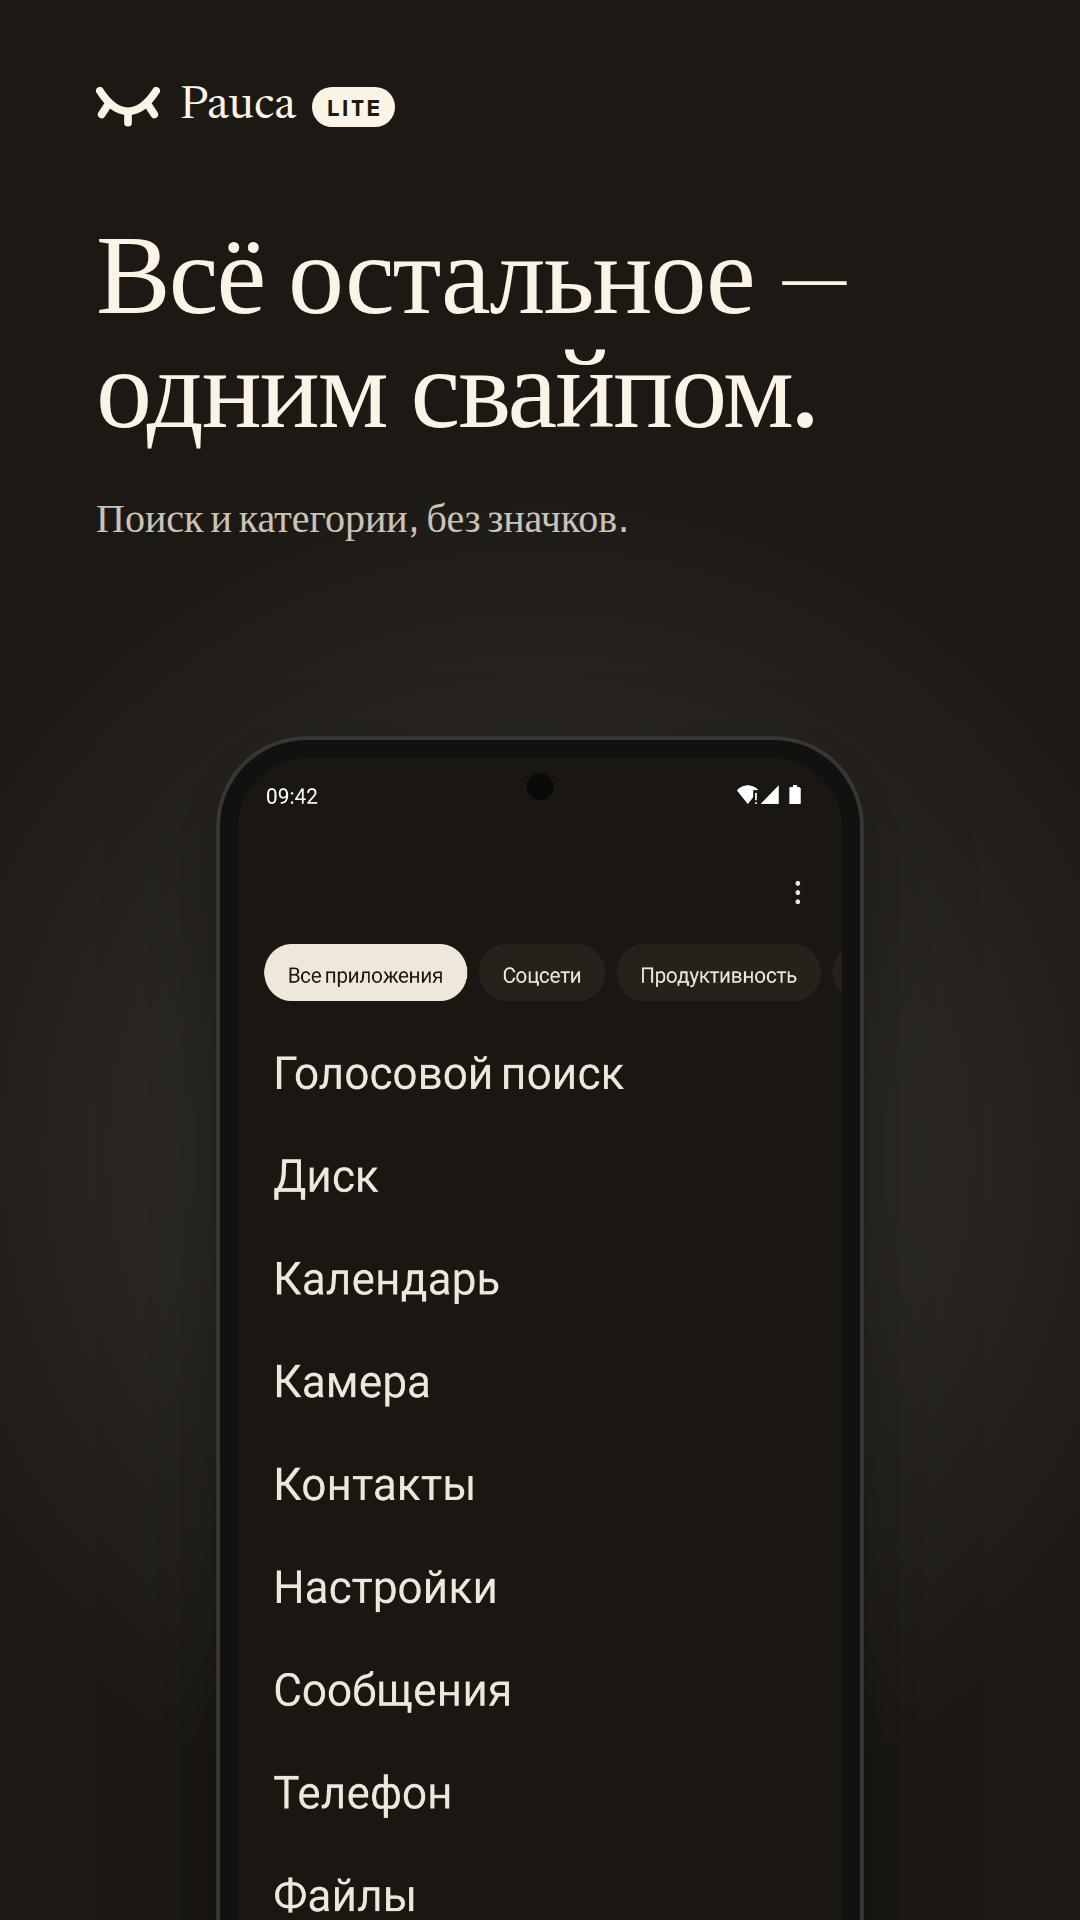 Pauca LITE
Всё остальное —
одним свайпом.
Поиск и категории, без значков.
09:42
Все приложения Соцсети Продуктивность
Голосовой поиск
Диск
Календарь
Камера
Контакты
Настройки
Сообщения
Телефон
Файлы